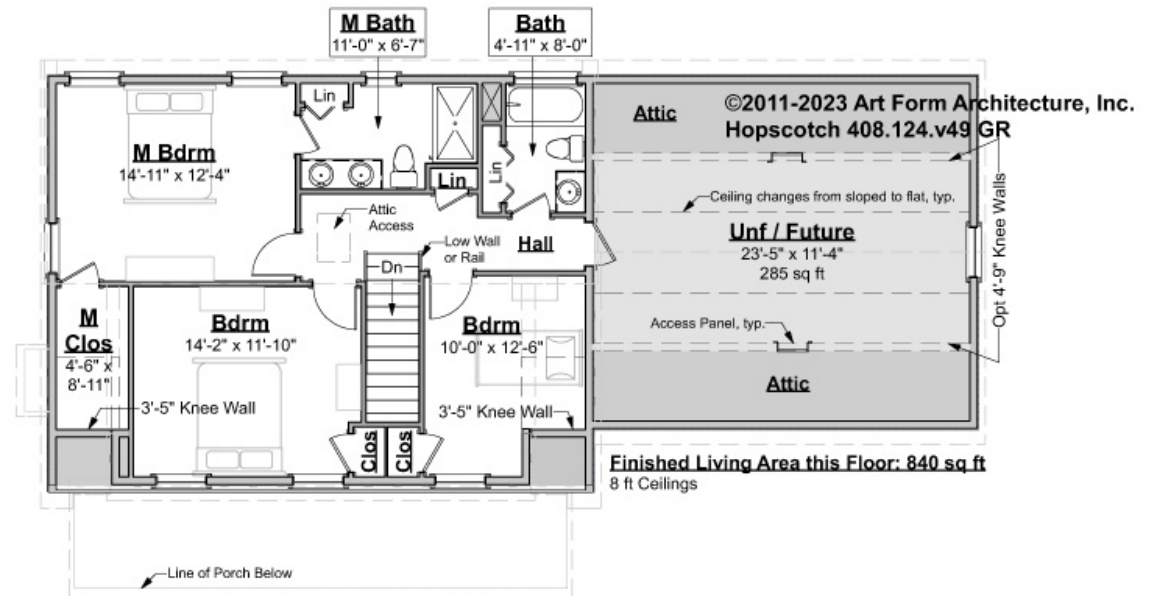 M Bath
11'-0" x 6'-7"
Bath
4'-11" x 8'-0"
Lin
Attic
©2011-2023 Art Form Architecture, Inc.
Hopscotch 408.124.v49 GR
M Bdrm
14'-11" x 12'-4"
Lin
Lin
Attic
Access
Ceiling changes from sloped to flat, typ.
Low Wall
or Rail
Hall
Unf / Future
23'-5" x 11'-4"
285 sq ft
Opt 4'-9" Knee Walls
Dn
M
Clos
4'-6" x
8'-11"
Bdrm
14'-2" x 11'-10"
Bdrm
10'-0" x 12'-6"
Access Panel, typ.
Attic
3'-5" Knee Wall
3'-5" Knee Wall
Clos
Clos
Finished Living Area this Floor: 840 sq ft
8 ft Ceilings
Line of Porch Below